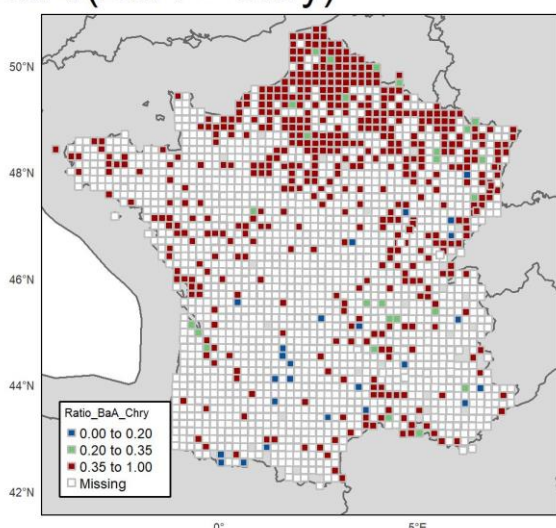 50°N
48°N
46°N
44°N
42°N
Ratio_BaA_Chry
0.00 to 0.20
0.20 to 0.35
0.35 to 1.00
Missing
0° 5°E